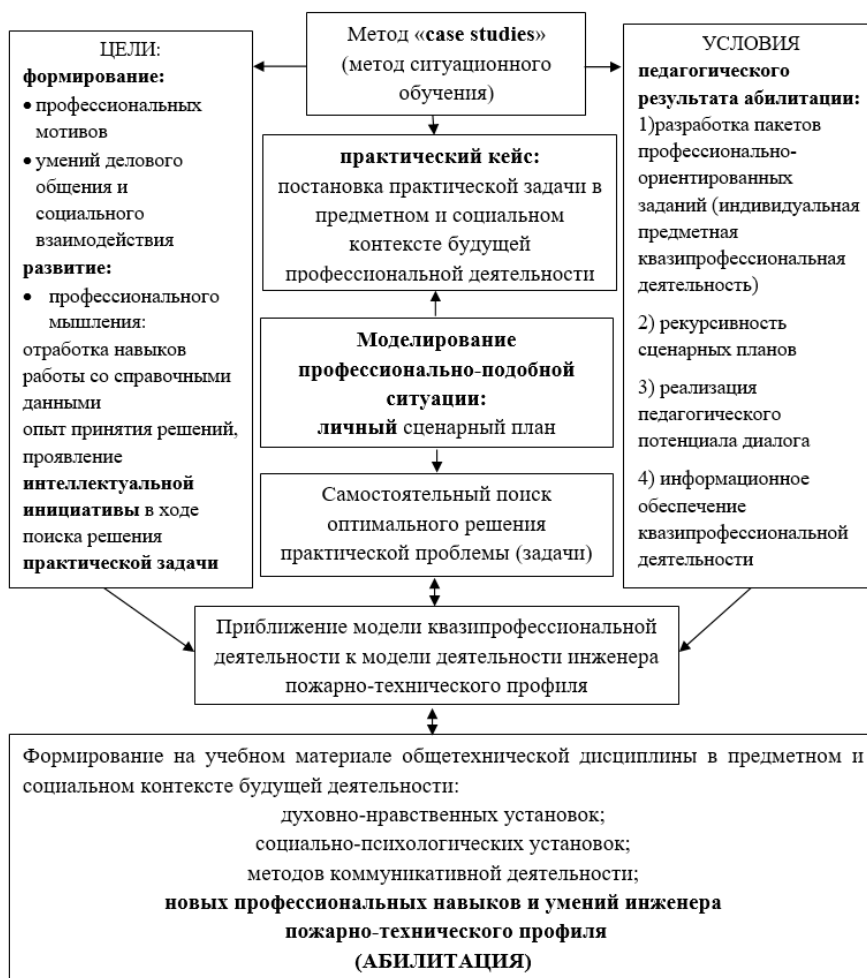 ЦЕЛИ:
формирование:
• профессиональных
мотивов
• умений делового
общения и
социального
взаимодействия
развитие:
• профессионального
мышления:
отработка навыков
работы со справочными
данными
опыт принятия решений,
проявление
интеллектуальной
инициативы в ходе
поиска решения
практической задачи
Метод «case studies»
(метод ситуационного
обучения)
практический кейс:
постановка практической задачи в
предметном и социальном
контексте будущей
профессиональной деятельности
Моделирование
профессионально-подобной
ситуации:
личный сценарный план
Самостоятельный поиск
оптимального решения
практической проблемы (задачи)
УСЛОВИЯ
педагогического
результата абилитации:
1)разработка пакетов
профессионально-
ориентированных
заданий (индивидуальная
предметная
квазипрофессиональная
деятельность)
2) рекурсивность
сценарных планов
3) реализация
педагогического
потенциала диалога
4) информационное
обеспечение
квазипрофессиональной
деятельности
Приближение модели квазипрофессиональной
деятельности к модели деятельности инженера
пожарно-технического профиля
Формирование на учебном материале общетехнической дисциплины в предметном и
социальном контексте будущей деятельности:
духовно-нравственных установок;
социально-психологических установок;
методов коммуникативной деятельности;
новых профессиональных навыков и умений инженера
пожарно-технического профиля
(АБИЛИТАЦИЯ)